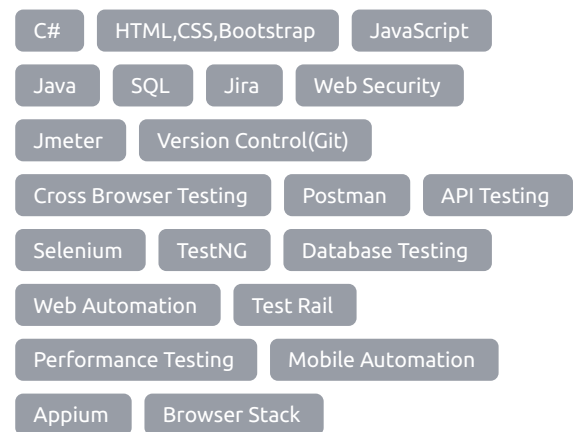 C# HTML,CSS,Bootstrap JavaScript
Java SQL Jira Web Security
Jmeter Version Control(Git)
Cross Browser Testing Postman API Testing
Selenium TestNG Database Testing
Web Automation Test Rail
Performance Testing Mobile Automation
Appium Browser Stack